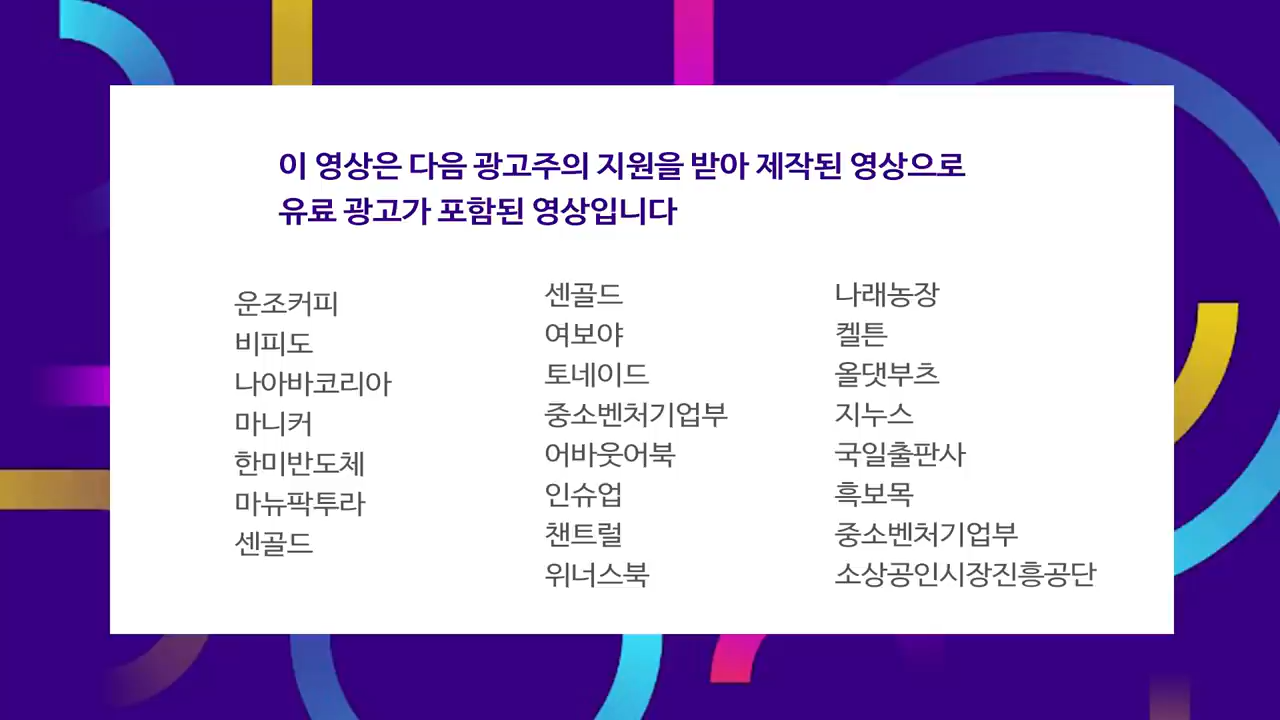 이 영상은 다음 광고주의 지원을 받아 제작된 영상으로
유료 광고가 포함된 영상입니다
운조커피
비피도
나아바코리아
마니커
한미반도체
마뉴팍투라
센골드
센골드
여보야
토네이드
중소벤처기업부
어바웃어북
인슈업
챈트럴
위너스북
나래농장
켈튼
올댓부츠
지누스
국일출판사
흑보목
중소벤처기업부
소상공인시장진흥공단